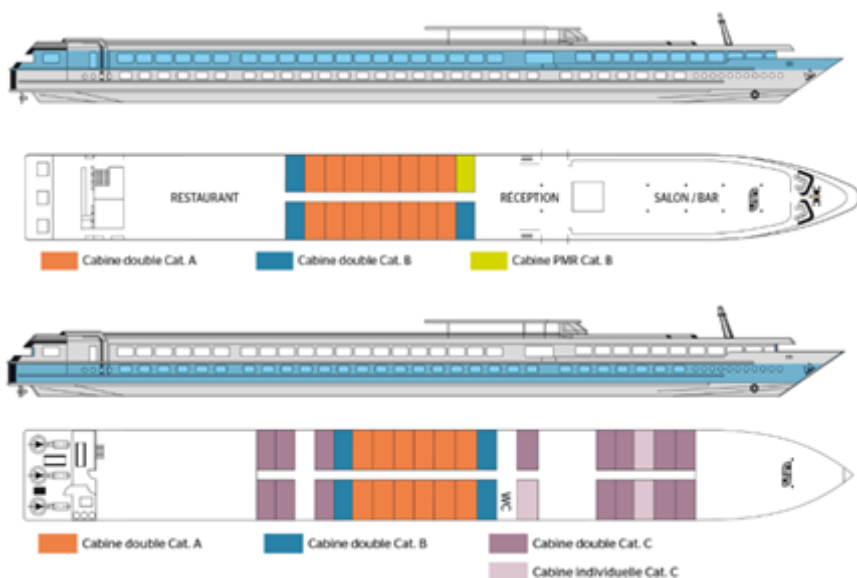 RESTAURANT RÉCEPTION SALON / BAR
Cabine double Cat. A Cabine double Cat. B Cabine PMR Cat. B
WC
Cabine double Cat. A Cabine double Cat. B Cabine double Cat. C
Cabine individuelle Cat. C